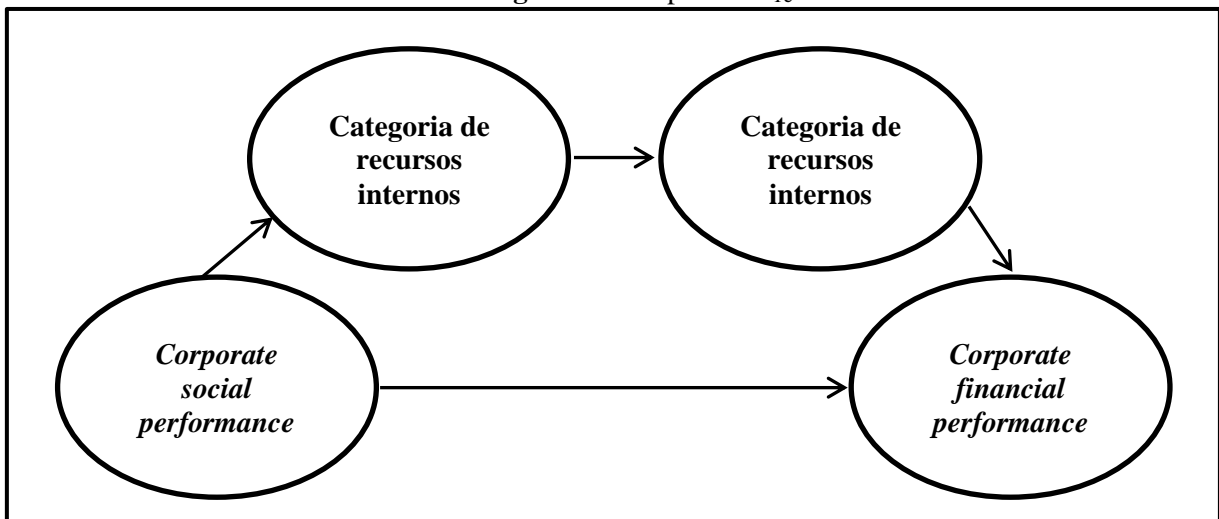 Categoria de
recursos
internos
Categoria de
recursos
internos
Corporate
social
performance
Corporate
financial
performance